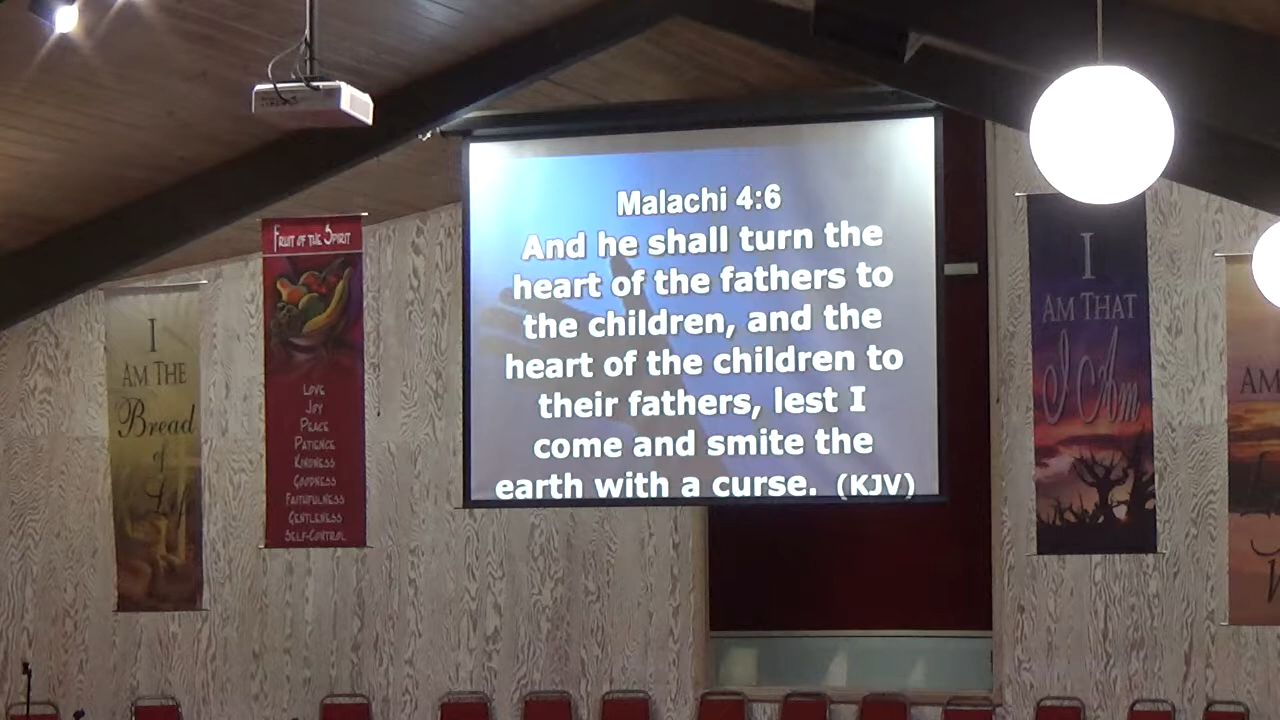 Malachi 4:6
And he shall turn the
heart of the fathers to
the children, and the
heart of the children to
their fathers, lest I
come and smite the
earth with a curse. (KJV)
I
AM THE
Bread
of
FRUIT OF THE SPIRIT
LOVE
JOY
PEACE
PATIENCE
KINDNESS
GOODNESS
FAITHFULNESS
GENTLENESS
SELF-CONTROL
I
AM THAT
I Am
AM